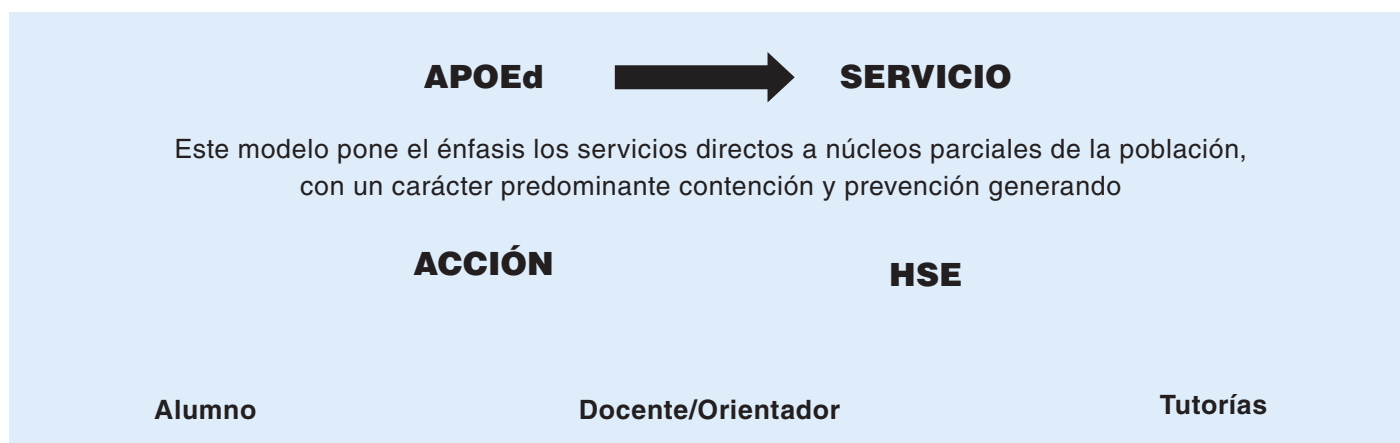 APOEd SERVICIO
Este modelo pone el énfasis los servicios directos a núcleos parciales de la población,
con un carácter predominante contención y prevención generando
ACCIÓN HSE
Alumno Docente/Orientador Tutorías